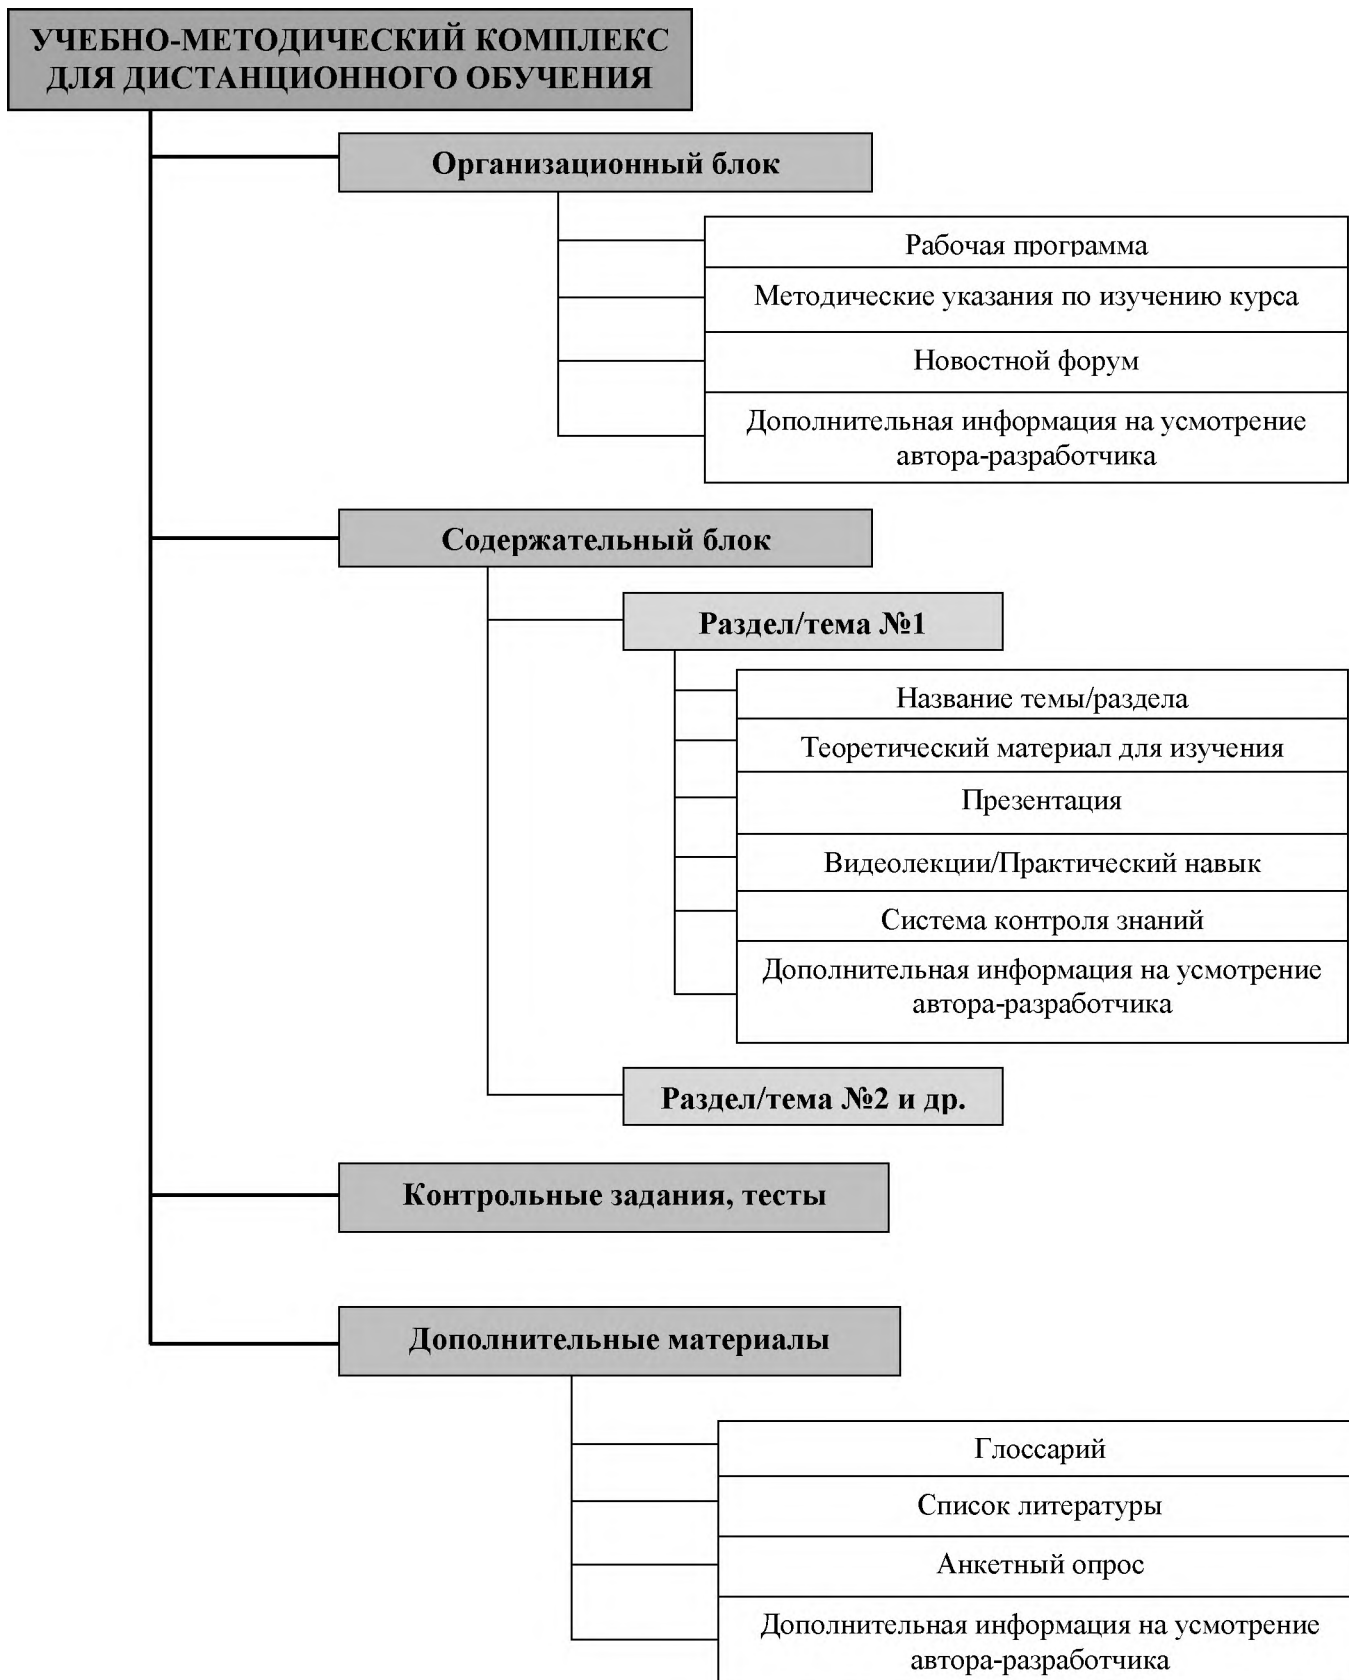 УЧЕБНО-МЕТОДИЧЕСКИЙ КОМПЛЕКС
ДЛЯ ДИСТАНЦИОННОГО ОБУЧЕНИЯ
Организационный блок
Рабочая программа
Методические указания по изучению курса
Новостной форум
Дополнительная информация на усмотрение
автора-разработчика
Содержательный блок
Раздел/тема №1
Название темы/раздела
Теоретический материал для изучения
Презентация
Видеолекции/Практический навык
Система контроля знаний
Дополнительная информация на усмотрение
автора-разработчика
Раздел/тема №2 и др.
Контрольные задания, тесты
Дополнительные материалы
Глоссарий
Список литературы
Анкетный опрос
Дополнительная информация на усмотрение
автора-разработчика